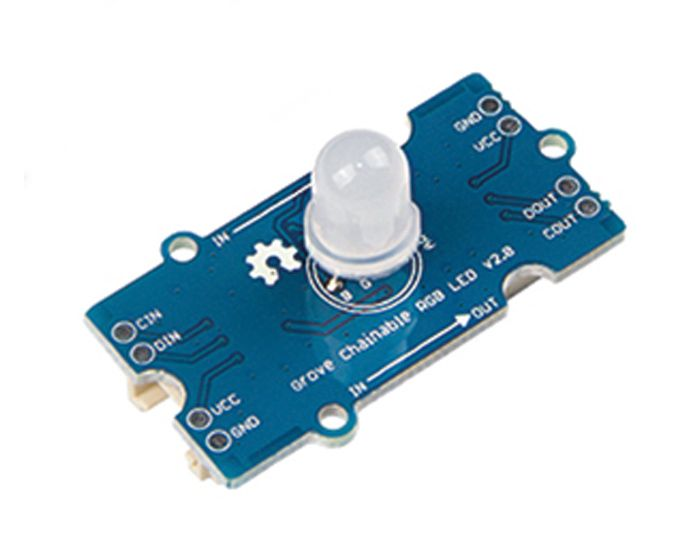 GND
VCC
DOUT
COUT
IN
B G
CIN
DIN
Grove Chainable RGB LED v2.0
IN
OUT
VCC
GND